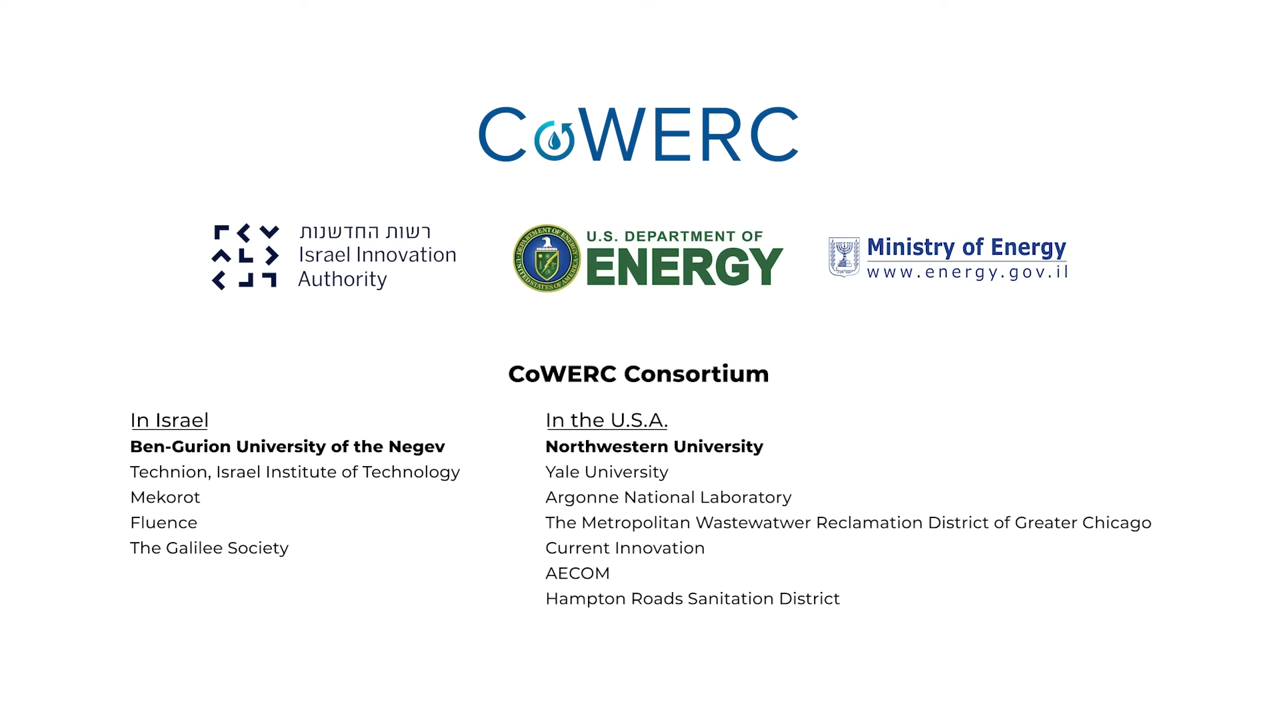 CoWERC
רשות החדשנות
Israel Innovation
Authority
U.S. DEPARTMENT OF
ENERGY
Ministry of Energy
www.energy.gov.il
CoWERC Consortium
In Israel
Ben-Gurion University of the Negev
Technion, Israel Institute of Technology
Mekorot
Fluence
The Galilee Society
In the U.S.A.
Northwestern University
Yale University
Argonne National Laboratory
The Metropolitan Wastewatwer Reclamation District of Greater Chicago
Current Innovation
AECOM
Hampton Roads Sanitation District